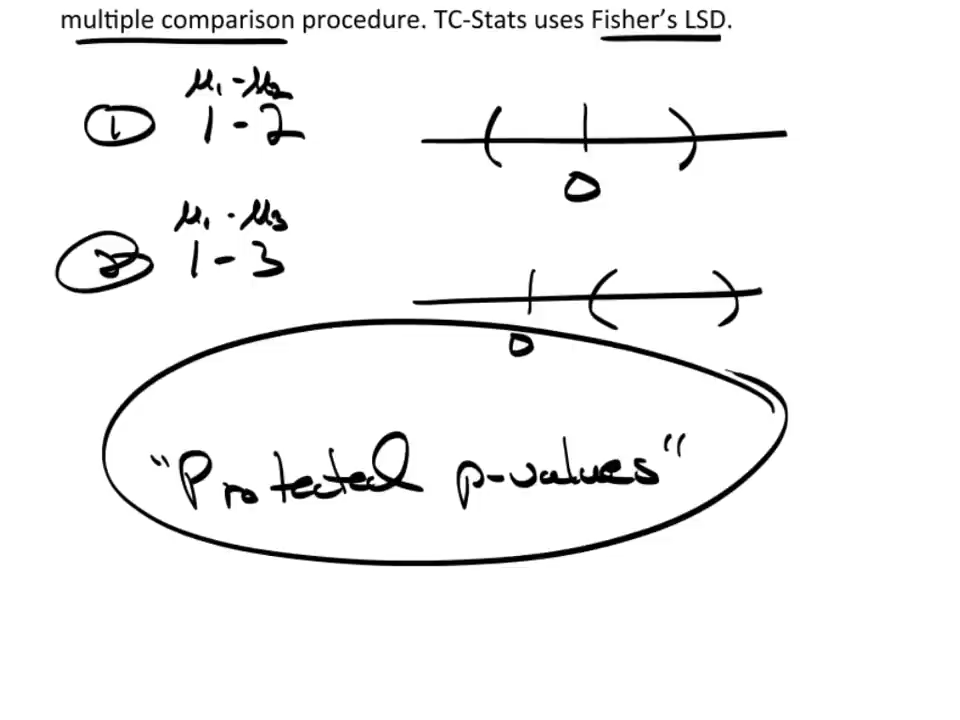 multiple comparison procedure. TC-Stats uses Fisher's LSD.
μ₁ - μ₂
① 1 - 2
0
μ₁ - μ₃
② 1 - 3
0
"Protected p-values"